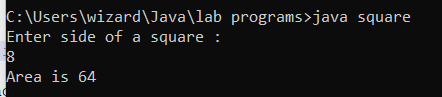 C:\Users\wizard\Java\lab programs>java square
Enter side of a square :
8
Area is 64